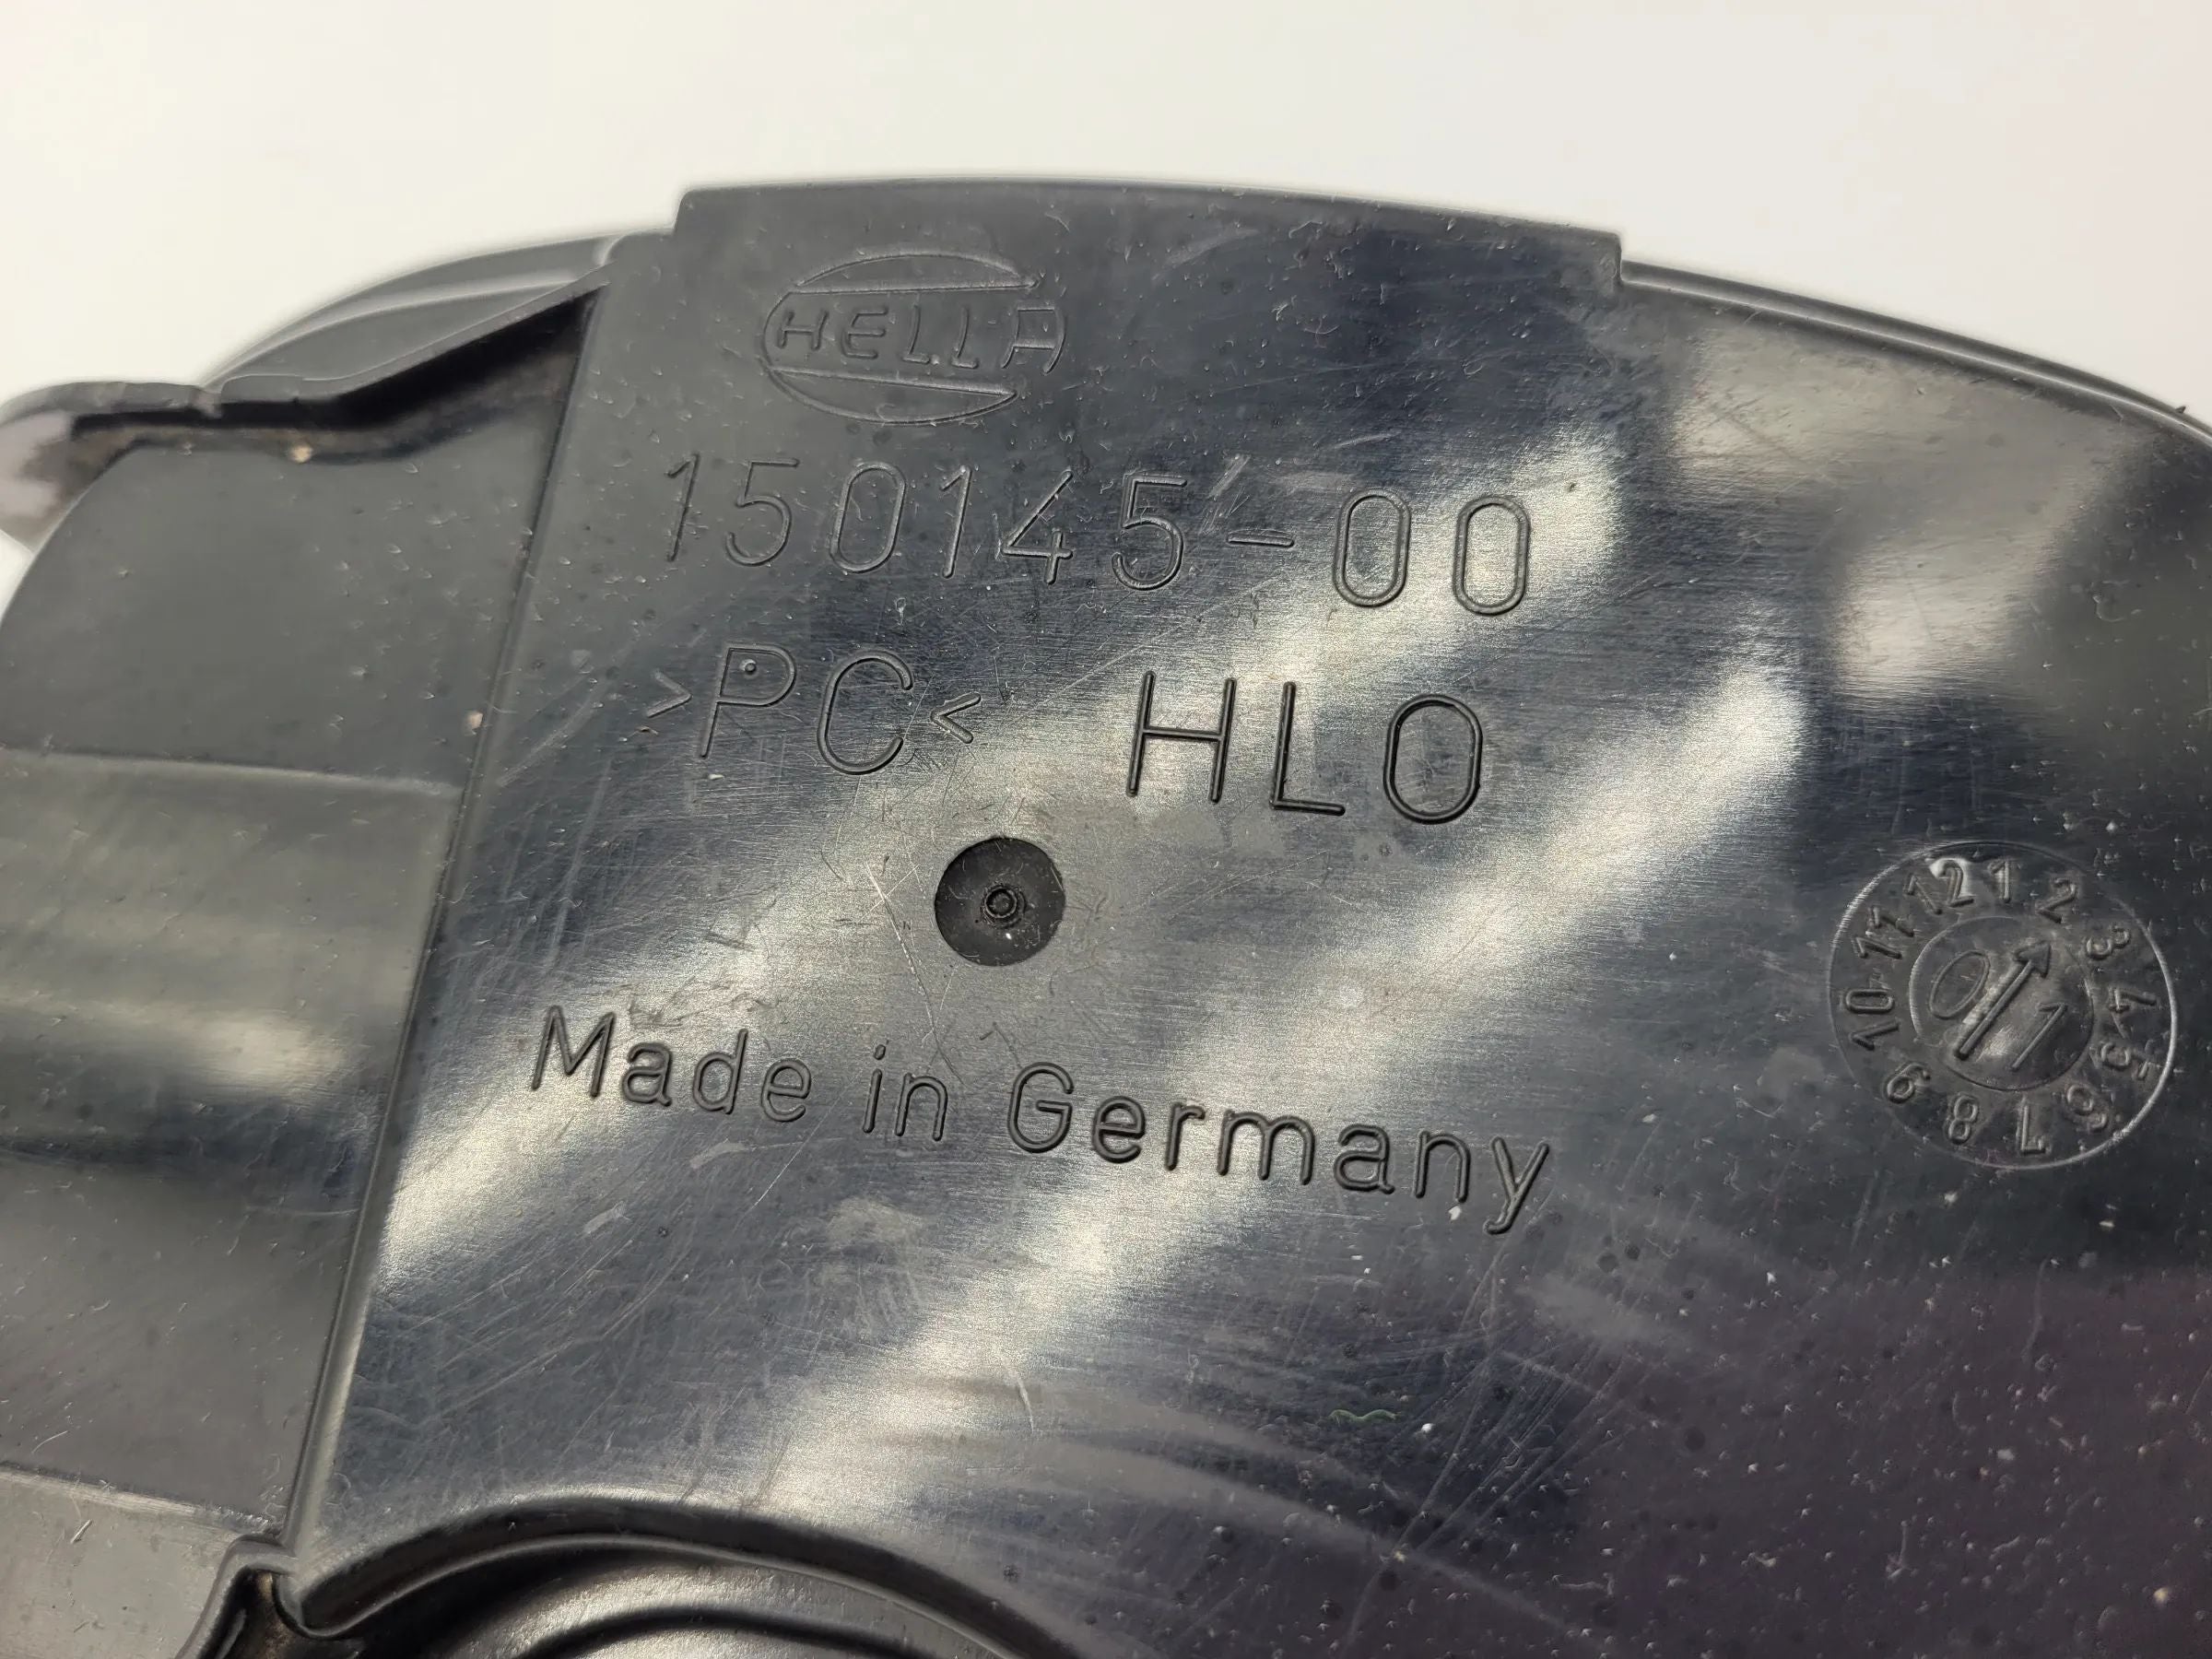 HELLA
150145-00
>PC< HLO
Made in Germany
1 2 3 4 5 6 7 8 9 10 11 12
01